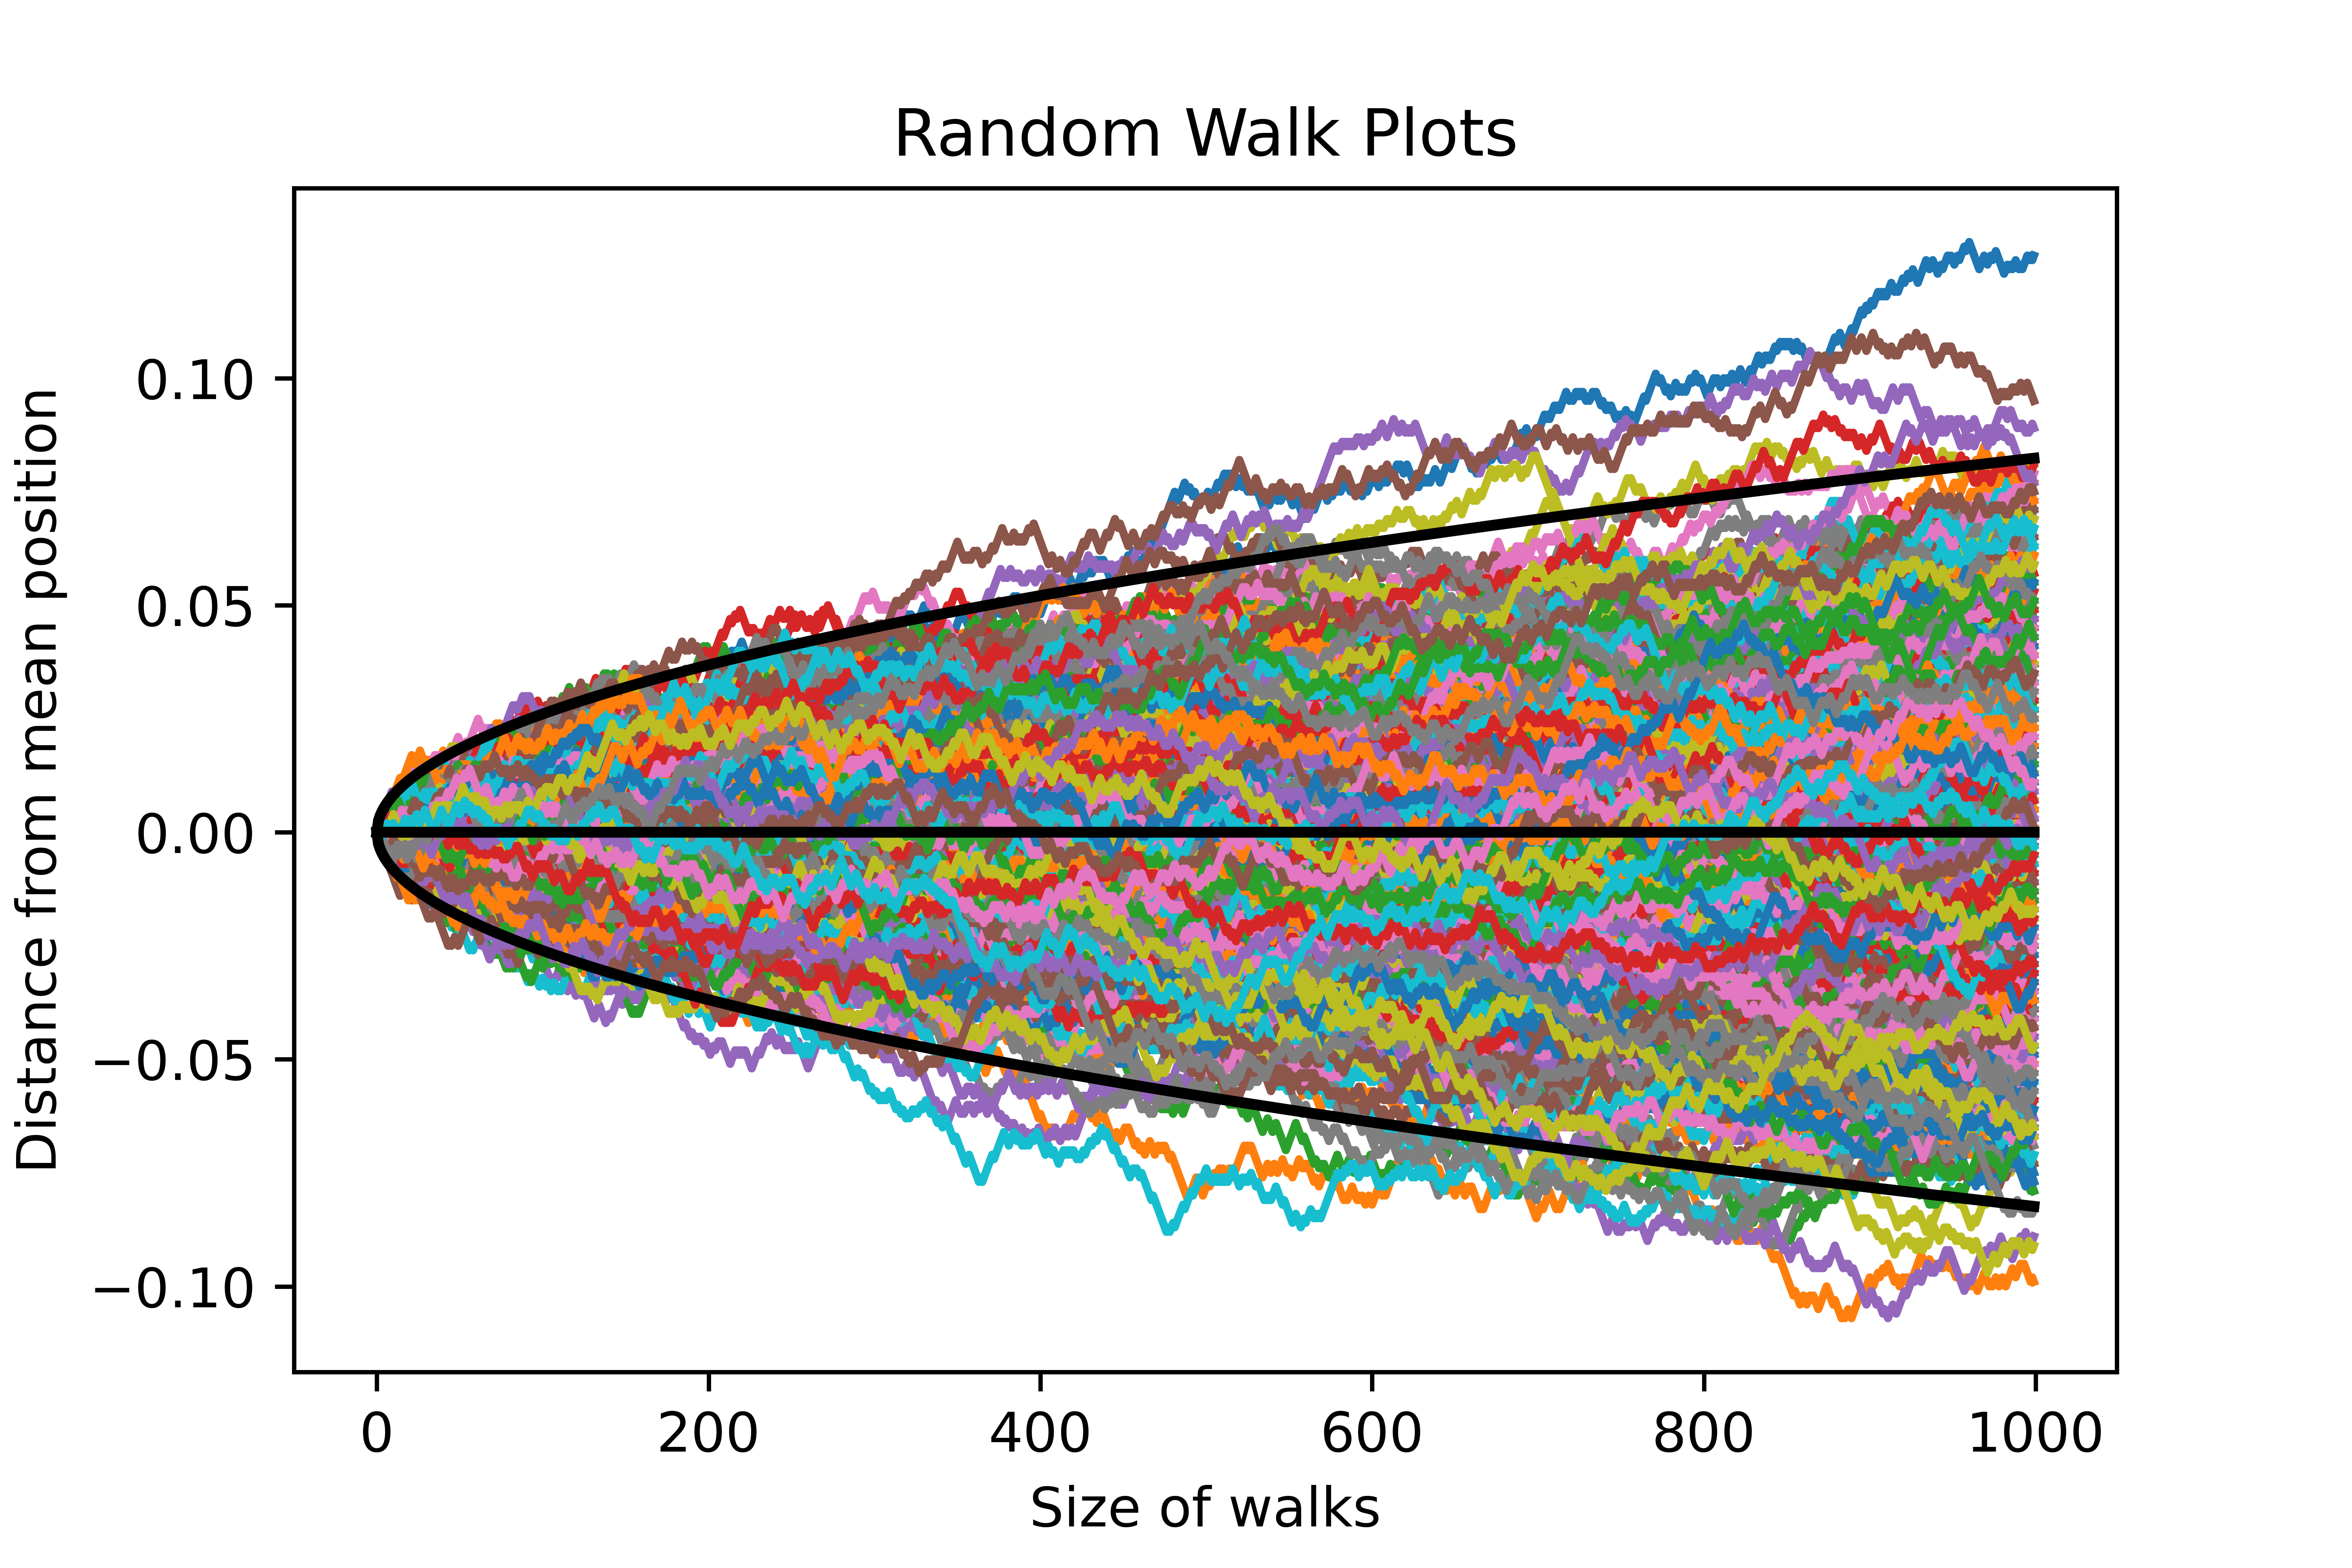 Random Walk Plots
Distance from mean position
0.10
0.05
0.00
−0.05
−0.10
0 200 400 600 800 1000
Size of walks